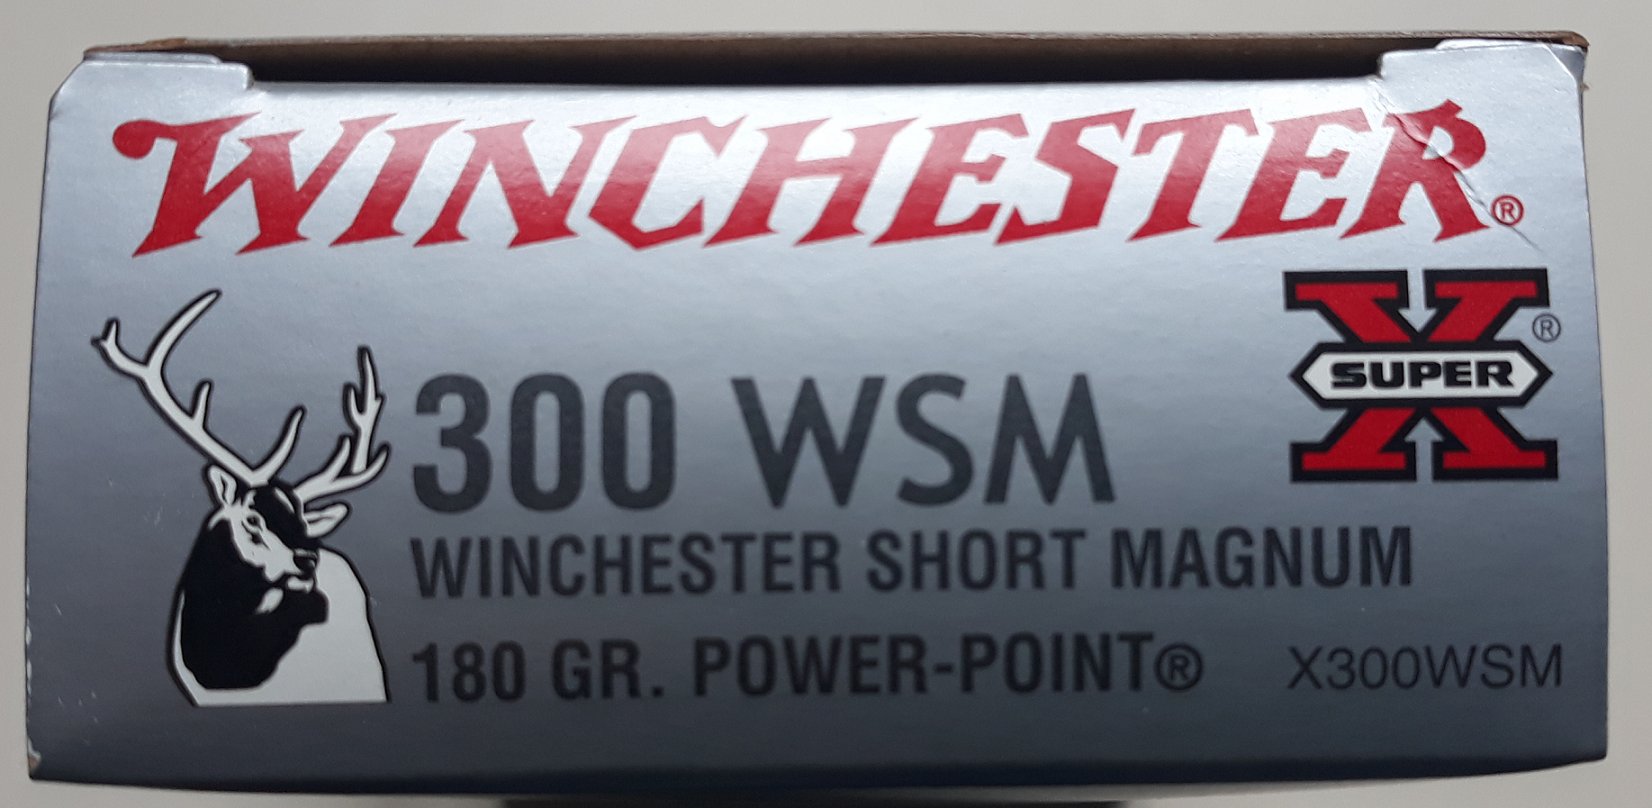 WINCHESTER®
X SUPER ®
300 WSM
WINCHESTER SHORT MAGNUM
180 GR. POWER-POINT® X300WSM